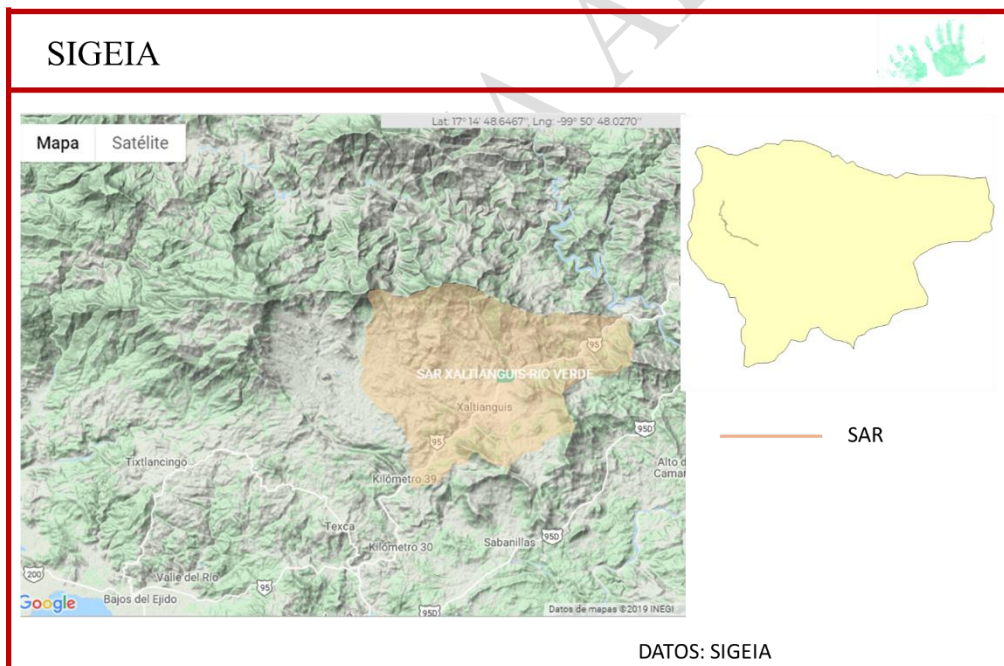 SIGEIA
Lat: 17° 14' 48.6467", Lng: -99° 50' 48.0270"
Mapa Satélite
95
SAR XALTIANGUIS-RIO VERDE
Xaltianguis
95
95D
SAR
Tixtlancingo
Kilómetro 39
Alto d
Camar
Texca
Kilómetro 30
Sabanillas
95D
200
Valle del Río
95
Bajos del Ejido
95D
Google
Datos de mapas ©2019 INEGI
DATOS: SIGEIA